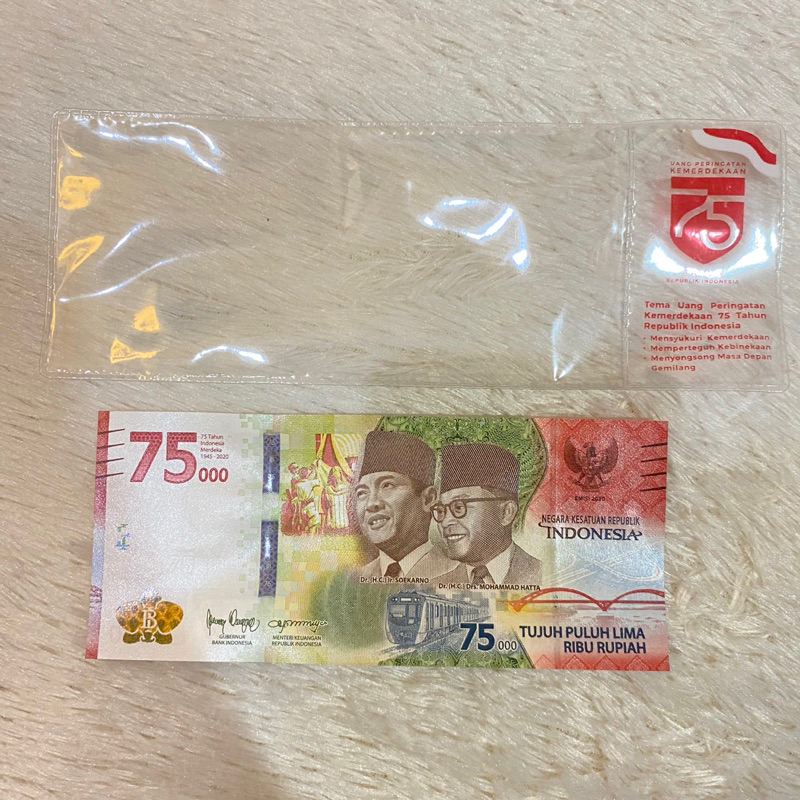 UANG PERINGATAN
KEMERDEKAAN
75
REPUBLIK INDONESIA
Tema Uang Peringatan
Kemerdekaan 75 Tahun
Republik Indonesia
• Mensyukuri Kemerdekaan
• Memperteguh Kebinekaan
• Menyongsong Masa Depan
Gemilang
75000
75 Tahun
Indonesia
Merdeka
1945 - 2020
EMISI 2020
NEGARA KESATUAN REPUBLIK
INDONESIA
Dr. (H.C.) Ir. SOEKARNO
Dr. (H.C.) Drs. MOHAMMAD HATTA
GUBERNUR
BANK INDONESIA
MENTERI KEUANGAN
REPUBLIK INDONESIA
75000
TUJUH PULUH LIMA
RIBU RUPIAH